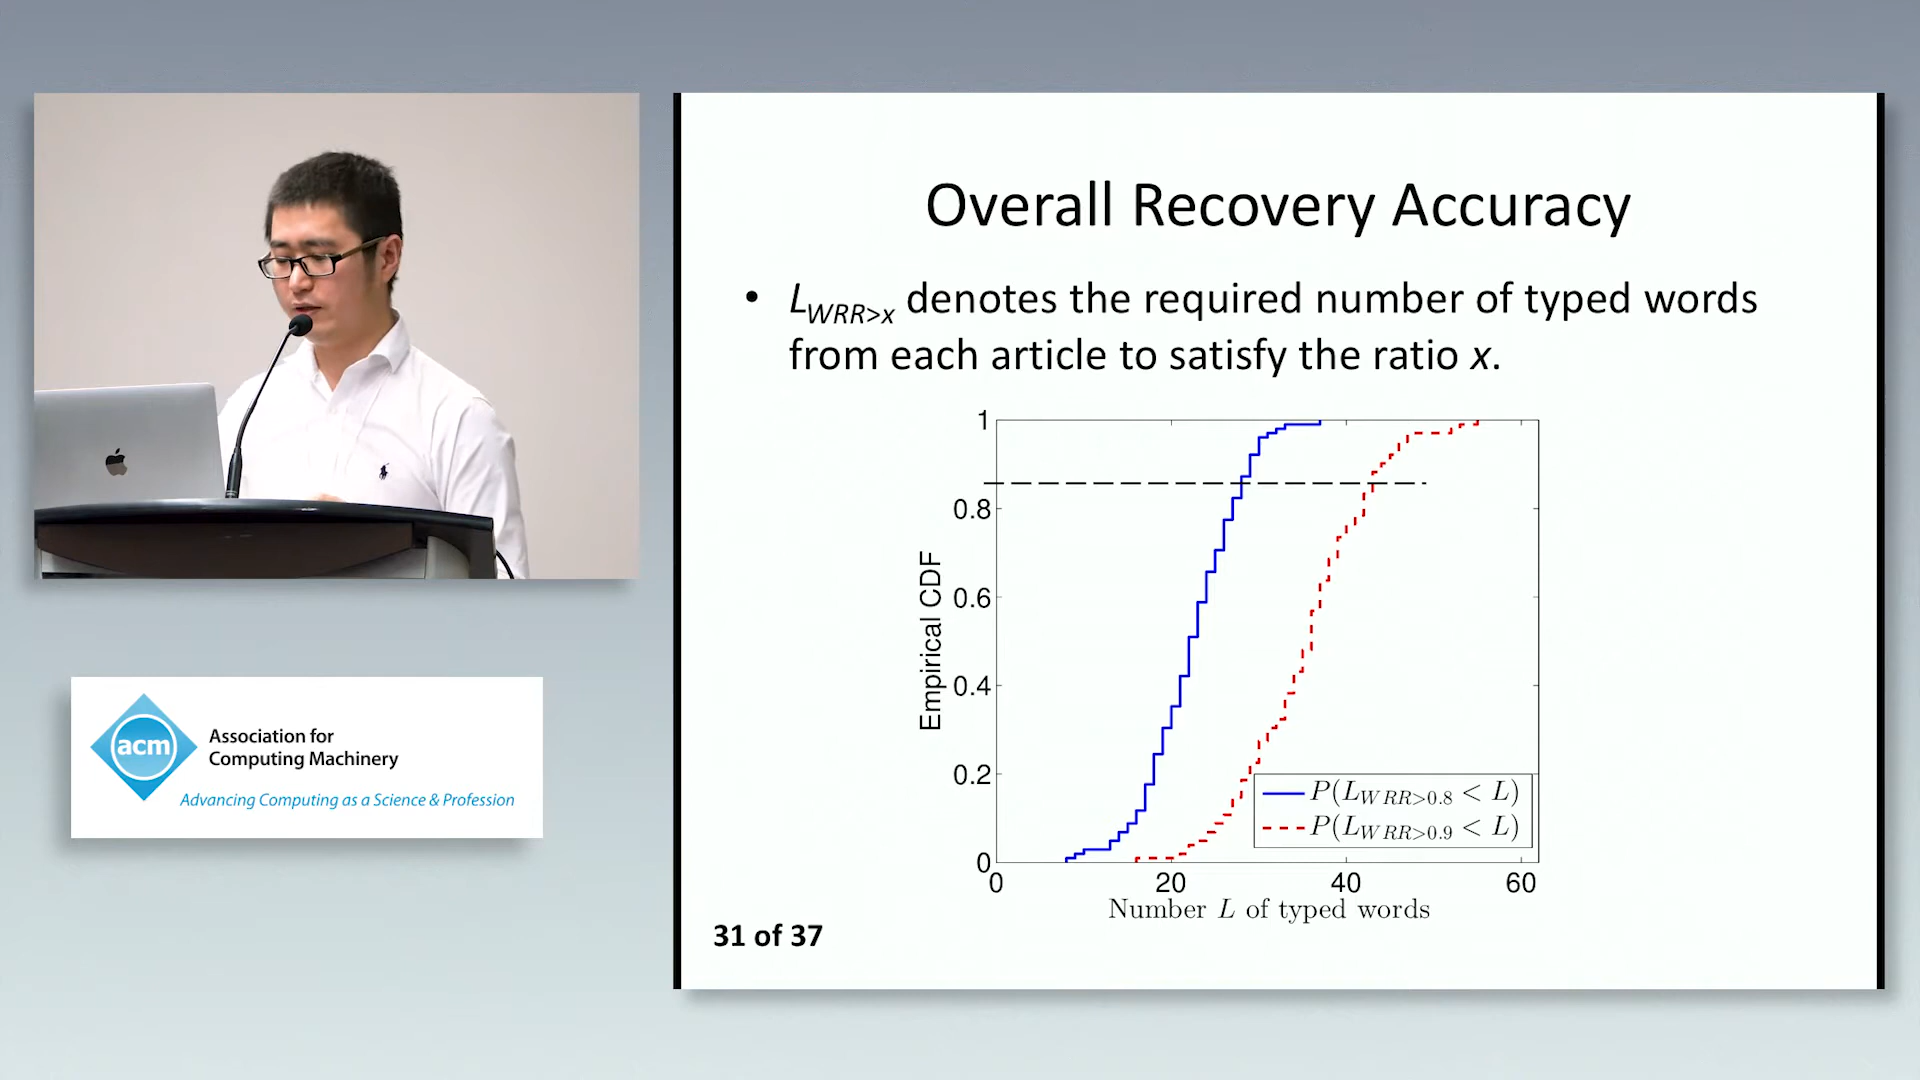 Overall Recovery Accuracy
• L_WRR>x denotes the required number of typed words
from each article to satisfy the ratio x.
1
0.8
0.6
0.4
0.2
0
Empirical CDF
P(L_WRR>0.8 < L)
P(L_WRR>0.9 < L)
0 20 40 60
Number L of typed words
31 of 37
acm
Association for
Computing Machinery
Advancing Computing as a Science & Profession